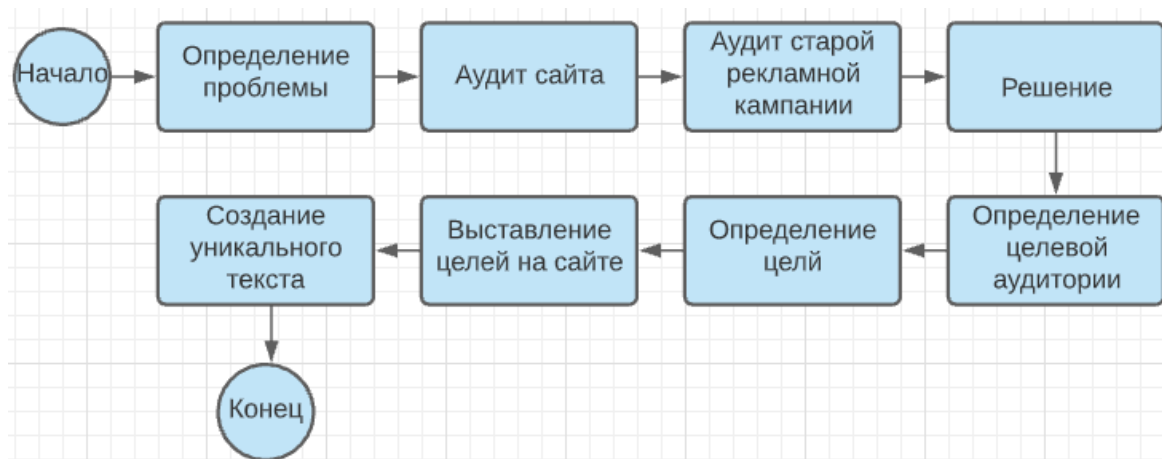 Начало
Определение
проблемы
Аудит сайта
Аудит старой
рекламной
кампании
Решение
Определение
целевой
аудитории
Определение
целй
Выставление
целей на сайте
Создание
уникального
текста
Конец